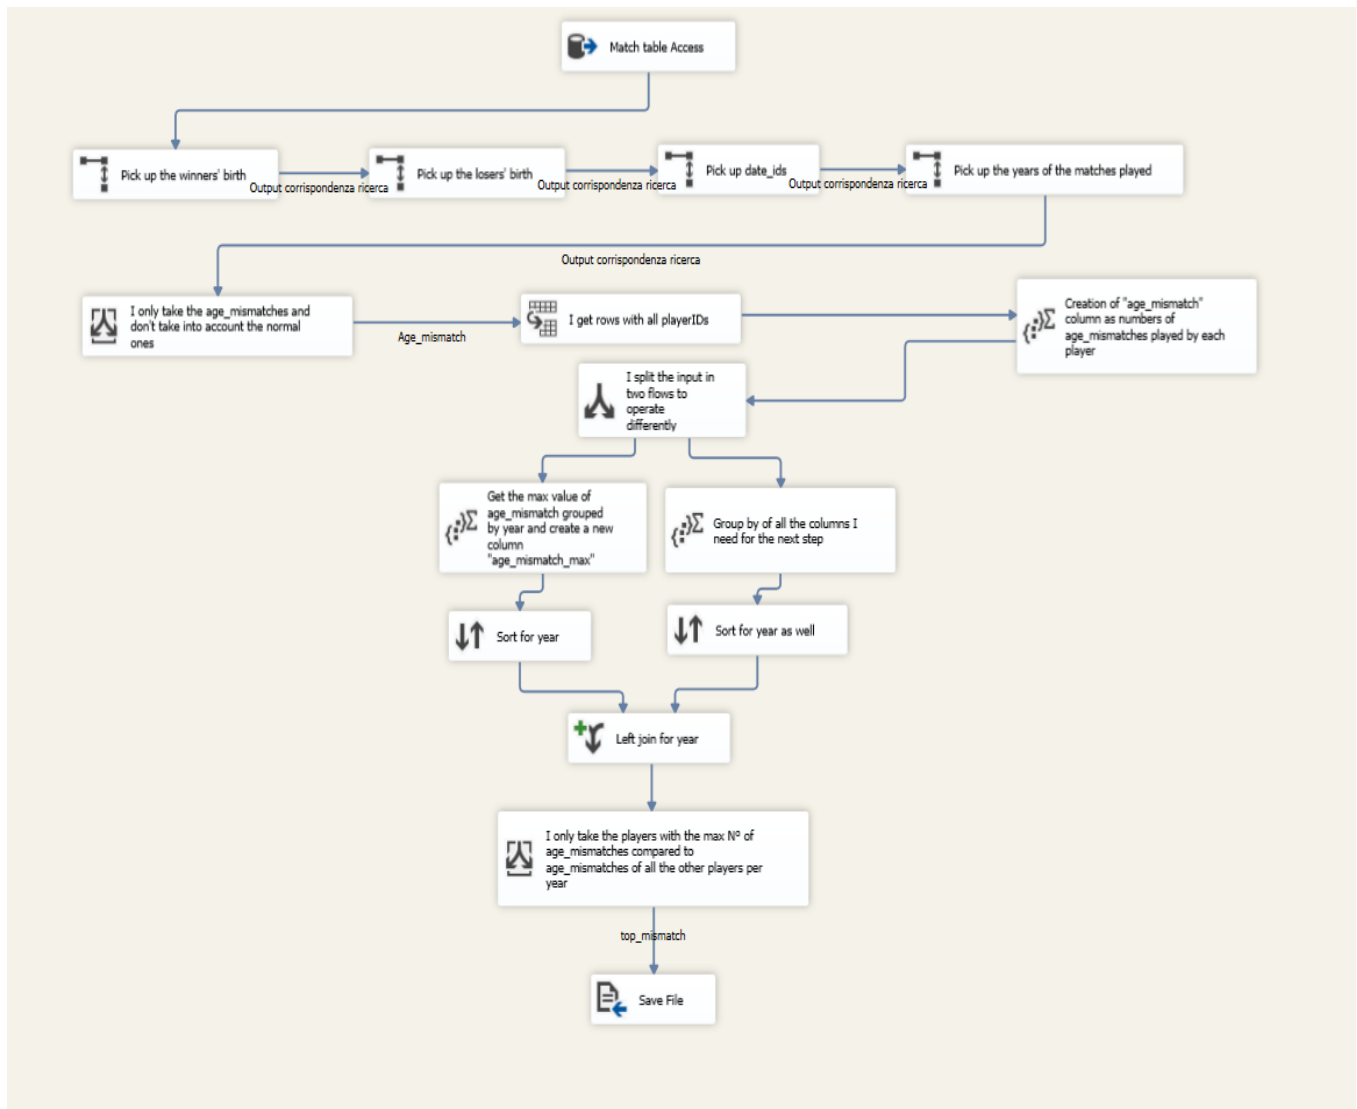 Match table Access
Pick up the winners' birth
Output corrispondenza ricerca
Pick up the losers' birth
Output corrispondenza ricerca
Pick up date_ids
Output corrispondenza ricerca
Pick up the years of the matches played
Output corrispondenza ricerca
I only take the age_mismatches and
don't take into account the normal
ones
Age_mismatch
I get rows with all playerIDs
Creation of "age_mismatch"
column as numbers of
age_mismatches played by each
player
I split the input in
two flows to
operate
differently
Get the max value of
age_mismatch grouped
by year and create a new
column
"age_mismatch_max"
Group by of all the columns I
need for the next step
Sort for year
Sort for year as well
Left join for year
I only take the players with the max Nº of
age_mismatches compared to
age_mismatches of all the other players per
year
top_mismatch
Save File